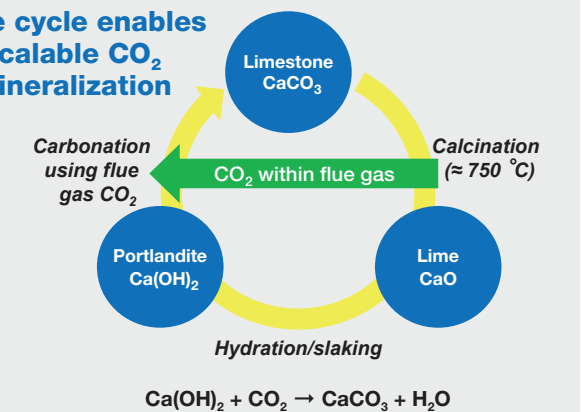 e cycle enables
calable CO₂
ineralization
Limestone
CaCO₃
Carbonation
using flue
gas CO₂
CO₂ within flue gas
Calcination
(≈ 750 °C)
Portlandite
Ca(OH)₂
Lime
CaO
Hydration/slaking
Ca(OH)₂ + CO₂ → CaCO₃ + H₂O